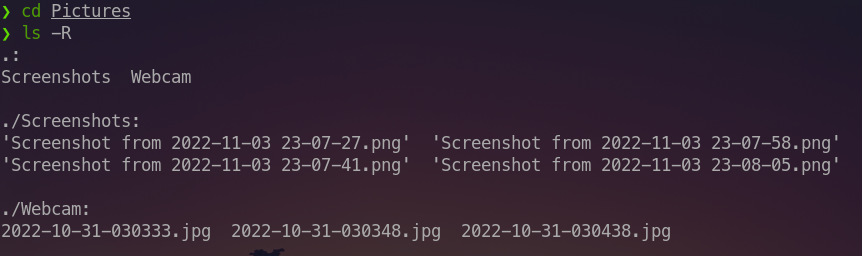 ❯ cd Pictures
❯ ls -R
.:
Screenshots  Webcam

./Screenshots:
'Screenshot from 2022-11-03 23-07-27.png'  'Screenshot from 2022-11-03 23-07-58.png'
'Screenshot from 2022-11-03 23-07-41.png'  'Screenshot from 2022-11-03 23-08-05.png'

./Webcam:
2022-10-31-030333.jpg  2022-10-31-030348.jpg  2022-10-31-030438.jpg